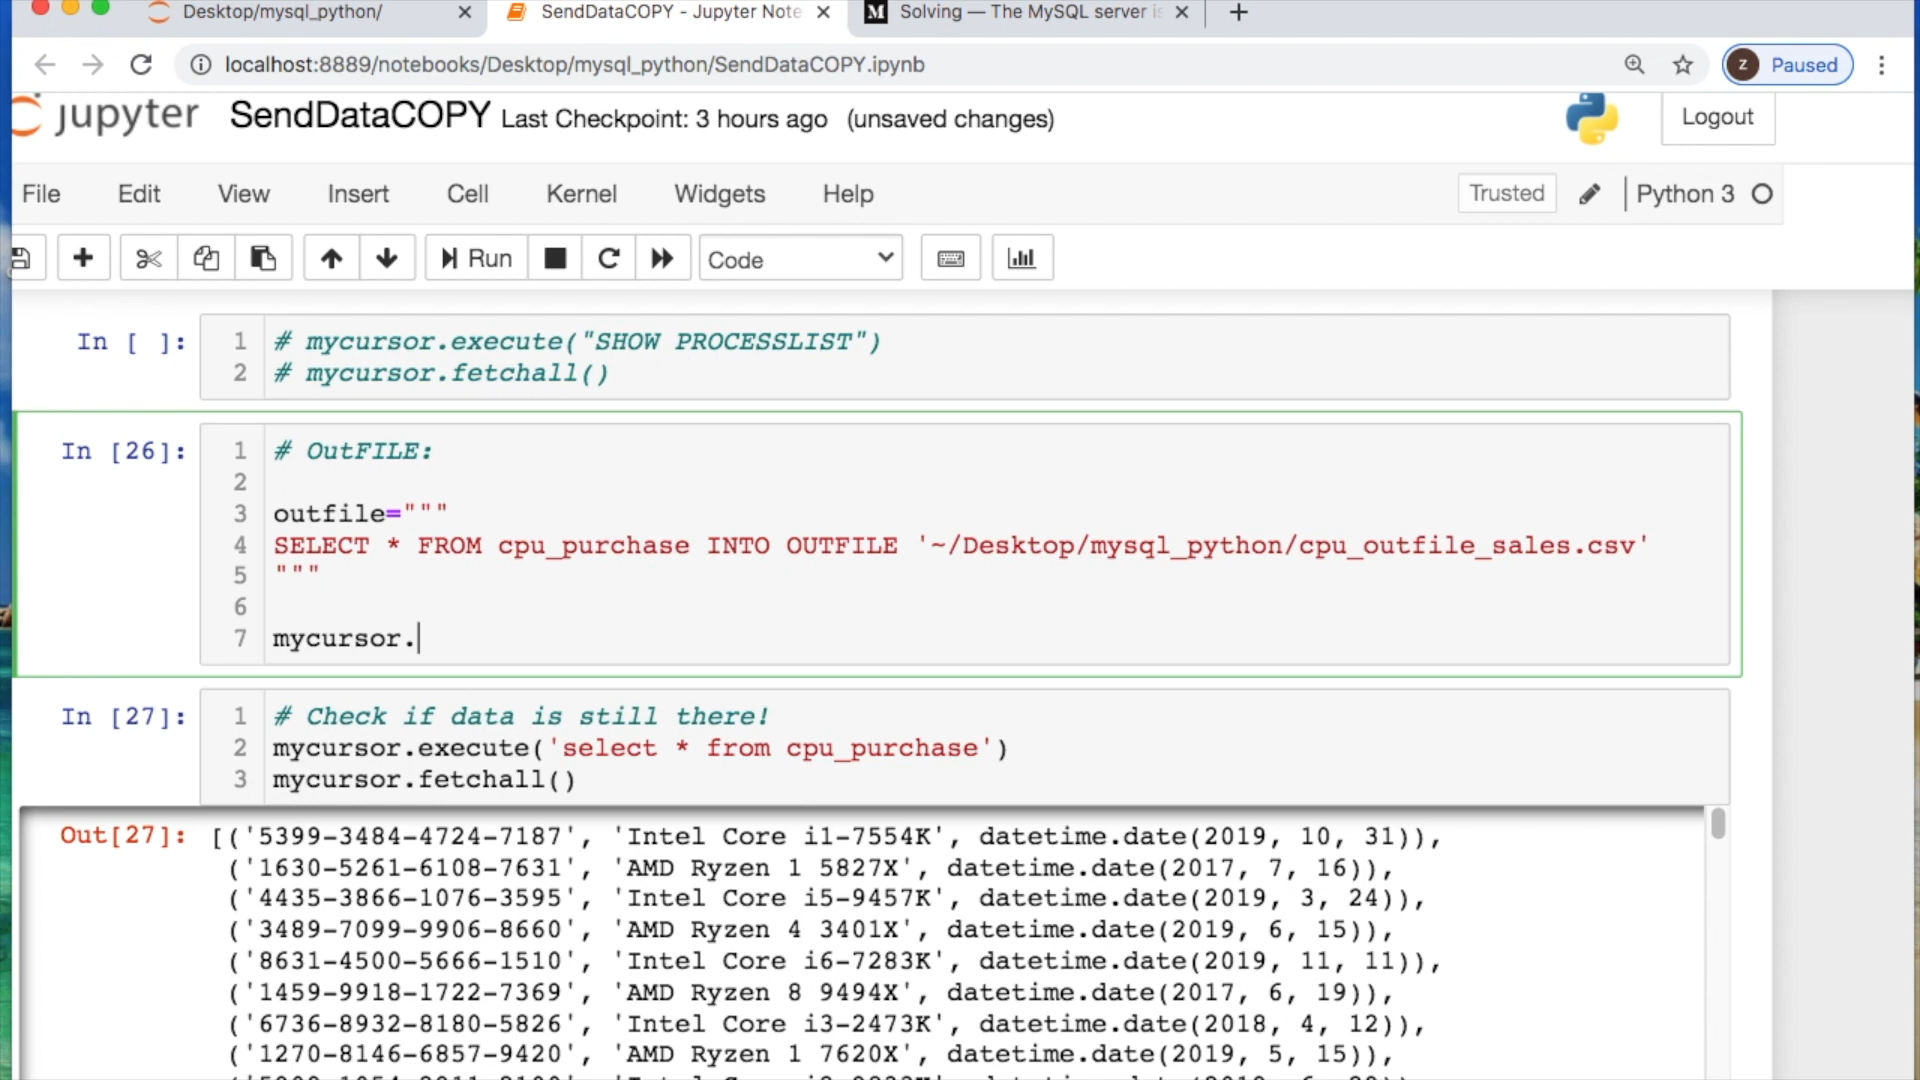 Desktop/mysql_python/
SendDataCOPY - Jupyter Note
Solving — The MySQL server is
localhost:8889/notebooks/Desktop/mysql_python/SendDataCOPY.ipynb
z Paused
jupyter SendDataCOPY Last Checkpoint: 3 hours ago (unsaved changes)
Logout
File Edit View Insert Cell Kernel Widgets Help
Trusted Python 3
Run Code
In [ ]: 1 # mycursor.execute("SHOW PROCESSLIST")
2 # mycursor.fetchall()
In [26]: 1 # OutFILE:
2
3 outfile="""
4 SELECT * FROM cpu_purchase INTO OUTFILE '~/Desktop/mysql_python/cpu_outfile_sales.csv'
5 """
6
7 mycursor.
In [27]: 1 # Check if data is still there!
2 mycursor.execute('select * from cpu_purchase')
3 mycursor.fetchall()
Out[27]: [('5399-3484-4724-7187', 'Intel Core i1-7554K', datetime.date(2019, 10, 31)),
('1630-5261-6108-7631', 'AMD Ryzen 1 5827X', datetime.date(2017, 7, 16)),
('4435-3866-1076-3595', 'Intel Core i5-9457K', datetime.date(2019, 3, 24)),
('3489-7099-9906-8660', 'AMD Ryzen 4 3401X', datetime.date(2019, 6, 15)),
('8631-4500-5666-1510', 'Intel Core i6-7283K', datetime.date(2019, 11, 11)),
('1459-9918-1722-7369', 'AMD Ryzen 8 9494X', datetime.date(2017, 6, 19)),
('6736-8932-8180-5826', 'Intel Core i3-2473K', datetime.date(2018, 4, 12)),
('1270-8146-6857-9420', 'AMD Ryzen 1 7620X', datetime.date(2019, 5, 15)),